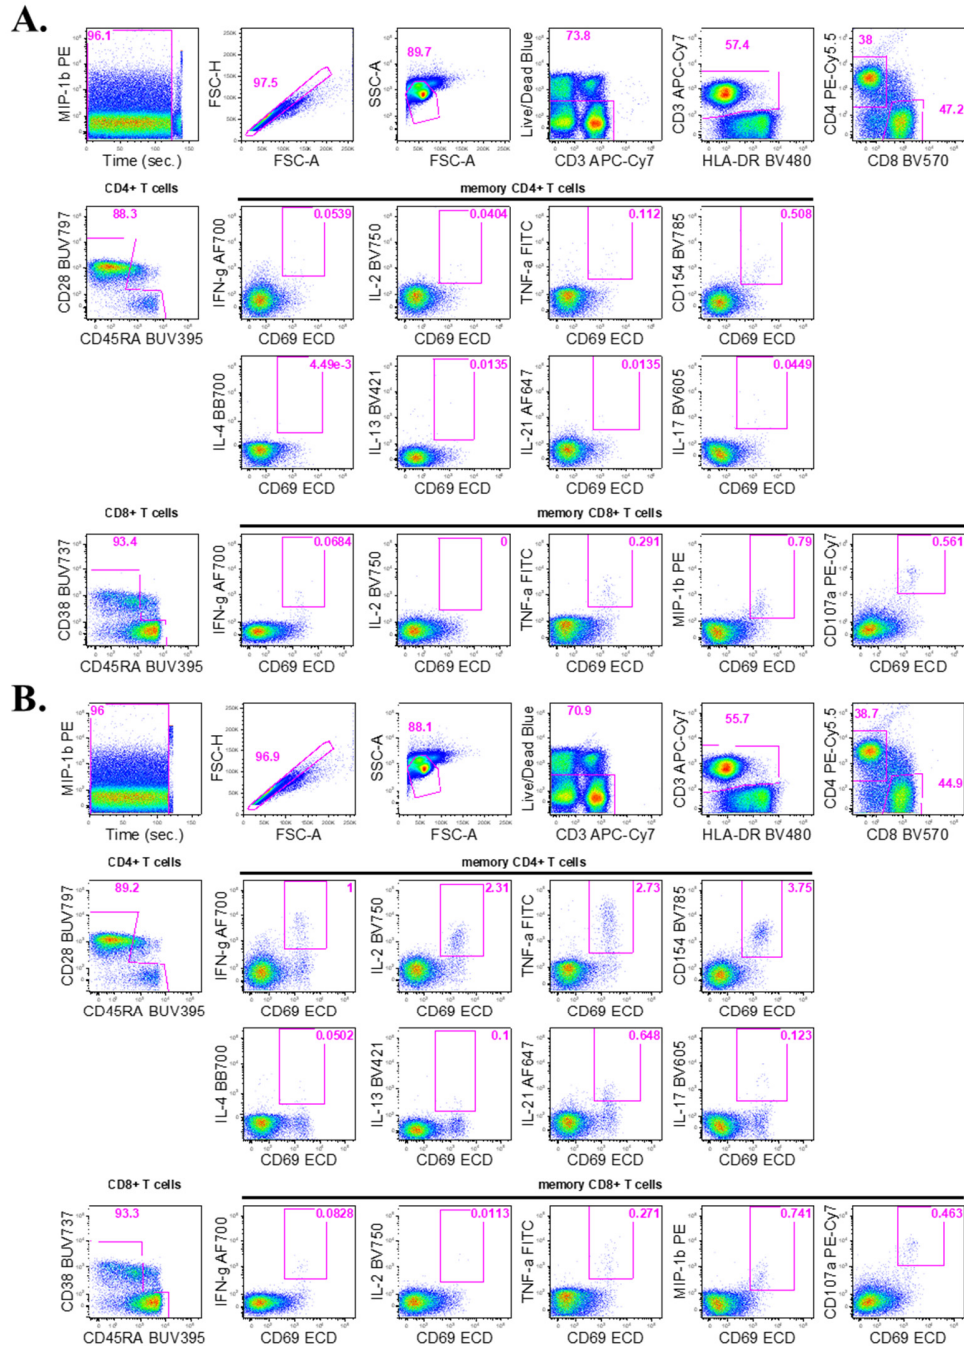 A.
96.1
MIP-1b PE
Time (sec.)
97.5
FSC-H
FSC-A
89.7
SSC-A
FSC-A
73.8
Live/Dead Blue
CD3 APC-Cy7
57.4
CD3 APC-Cy7
HLA-DR BV480
38
47.2
CD4 PE-Cy5.5
CD8 BV570
CD4+ T cells
memory CD4+ T cells
88.3
CD28 BUV797
CD45RA BUV395
0.0539
IFN-g AF700
CD69 ECD
0.0404
IL-2 BV750
CD69 ECD
0.112
TNF-a FITC
CD69 ECD
0.508
CD154 BV785
CD69 ECD
4.49e-3
IL-4 BB700
CD69 ECD
0.0135
IL-13 BV421
CD69 ECD
0.0135
IL-21 AF647
CD69 ECD
0.0449
IL-17 BV605
CD69 ECD
CD8+ T cells
memory CD8+ T cells
93.4
CD38 BUV737
CD45RA BUV395
0.0684
IFN-g AF700
CD69 ECD
0
IL-2 BV750
CD69 ECD
0.291
TNF-a FITC
CD69 ECD
0.79
MIP-1b PE
CD69 ECD
0.561
CD107a PE-Cy7
CD69 ECD
B.
96
MIP-1b PE
Time (sec.)
96.9
FSC-H
FSC-A
88.1
SSC-A
FSC-A
70.9
Live/Dead Blue
CD3 APC-Cy7
55.7
CD3 APC-Cy7
HLA-DR BV480
38.7
44.9
CD4 PE-Cy5.5
CD8 BV570
CD4+ T cells
memory CD4+ T cells
89.2
CD28 BUV797
CD45RA BUV395
1
IFN-g AF700
CD69 ECD
2.31
IL-2 BV750
CD69 ECD
2.73
TNF-a FITC
CD69 ECD
3.75
CD154 BV785
CD69 ECD
0.0502
IL-4 BB700
CD69 ECD
0.1
IL-13 BV421
CD69 ECD
0.648
IL-21 AF647
CD69 ECD
0.123
IL-17 BV605
CD69 ECD
CD8+ T cells
memory CD8+ T cells
93.3
CD38 BUV737
CD45RA BUV395
0.0828
IFN-g AF700
CD69 ECD
0.0113
IL-2 BV750
CD69 ECD
0.271
TNF-a FITC
CD69 ECD
0.741
MIP-1b PE
CD69 ECD
0.463
CD107a PE-Cy7
CD69 ECD